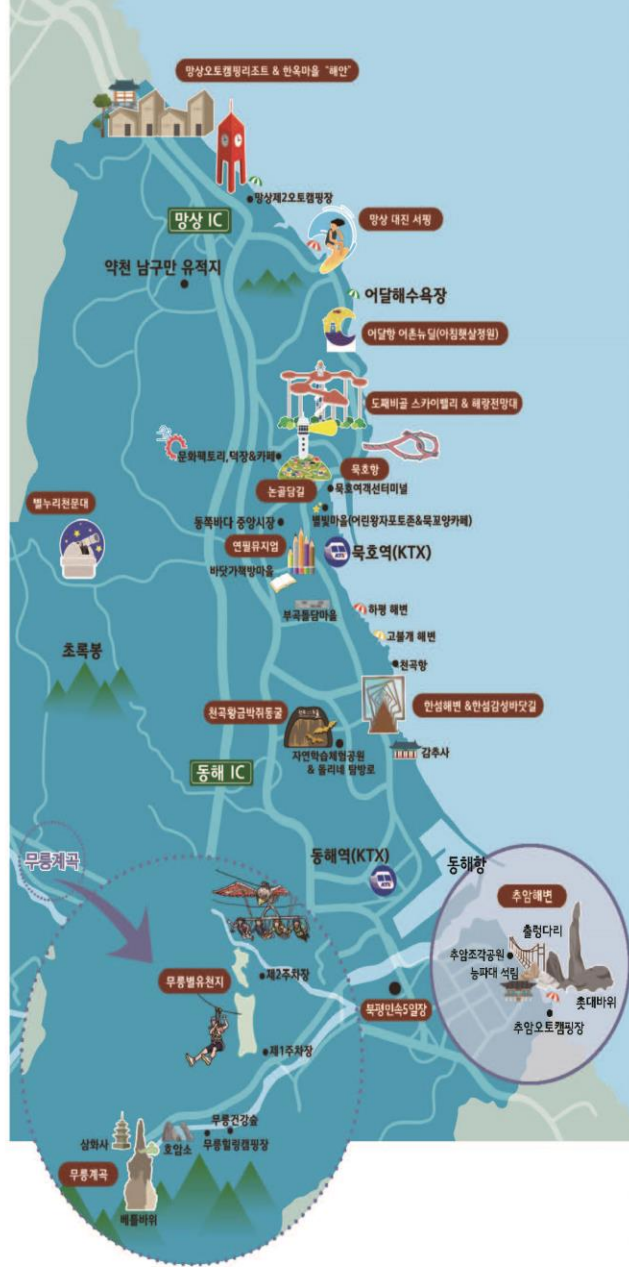 망상오토캠핑리조트 & 한옥마을 "해안"
망상제2오토캠핑장
망상 IC
망상 대진 서핑
약천 남구만 유적지
어달해수욕장
어달항 어촌뉴딜(아침햇살정원)
도째비골 스카이밸리 & 해랑전망대
문화팩토리,덕장&카페
묵호항
논골담길
묵호여객선터미널
별누리천문대
동쪽바다 중앙시장
별빛마을(어린왕자포토존&묵꼬양카페)
연필뮤지엄
묵호역(KTX)
바닷가책방마을
부곡돌담마을
하평 해변
고불개 해변
초록봉
천곡항
천곡황금박쥐동굴
한섬해변 &한섬감성바닷길
자연학습체험공원
& 돌리네 탐방로
감추사
동해 IC
무릉계곡
동해역(KTX)
동해항
추암해변
출렁다리
추암조각공원
능파대 석림
촛대바위
추암오토캠핑장
무릉별유천지
제2주차장
북평민속5일장
제1주차장
무릉건강숲
삼화사
호암소
무릉힐링캠핑장
무릉계곡
베틀바위